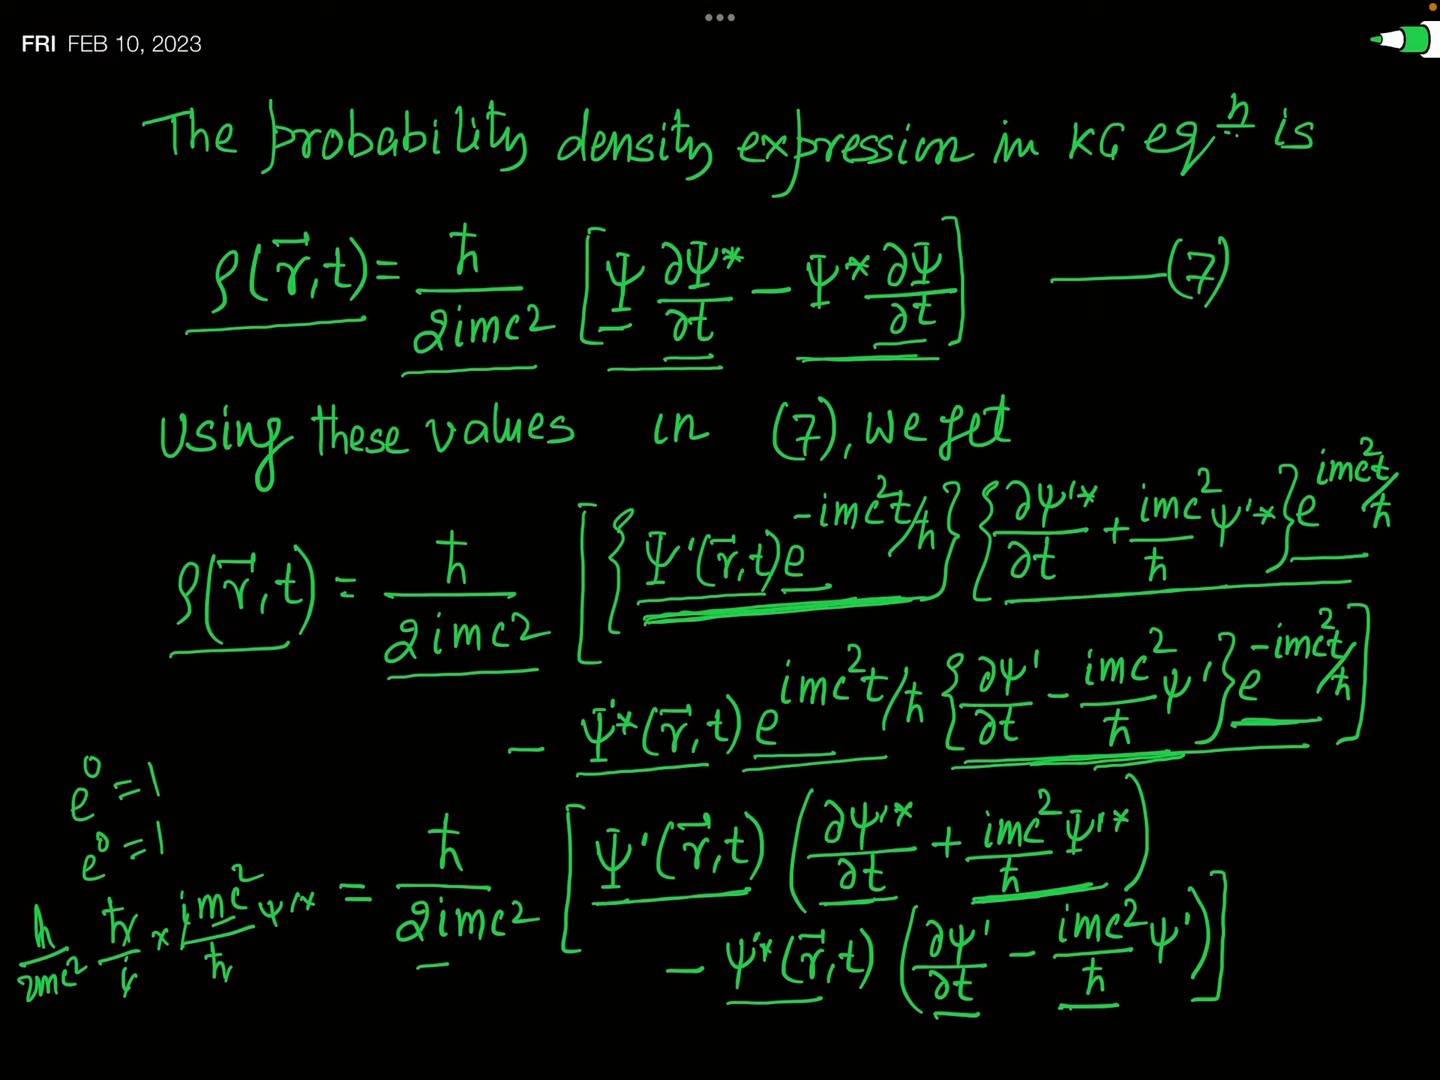 FRI FEB 10, 2023
The probability density expression in KG eqⁿ is
ρ(r⃗,t) = ħ/2imc² [Ψ ∂Ψ*/∂t − Ψ* ∂Ψ/∂t] —(7)
Using these values in (7), we get
ρ(r⃗,t) = ħ/2imc² [{Ψ'(r⃗,t)e^{-imc²t/ħ}} {∂Ψ'*/∂t + imc²/ħ Ψ'*} e^{imc²t/ħ}
− Ψ'*(r⃗,t) e^{imc²t/ħ} {∂Ψ'/∂t − imc²/ħ Ψ'} e^{-imc²t/ħ}]
e⁰ = 1
e⁰ = 1
= ħ/2imc² [Ψ'(r⃗,t) (∂Ψ'*/∂t + imc²/ħ Ψ'*)
− Ψ'*(r⃗,t) (∂Ψ'/∂t − imc²/ħ Ψ')]